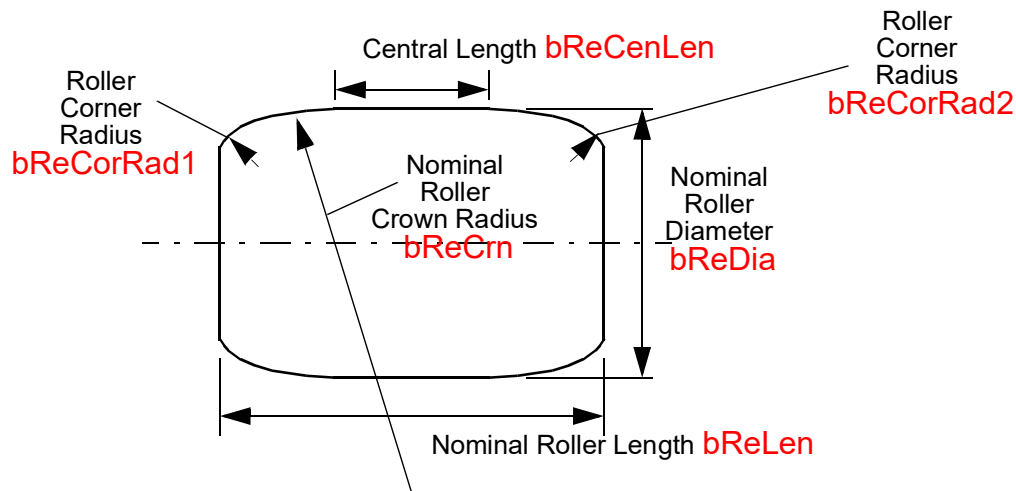 Central Length bReCenLen
Roller
Corner
Radius
bReCorRad2
Roller
Corner
Radius
bReCorRad1
Nominal
Roller
Crown Radius
bReCrn
Nominal
Roller
Diameter
bReDia
Nominal Roller Length bReLen